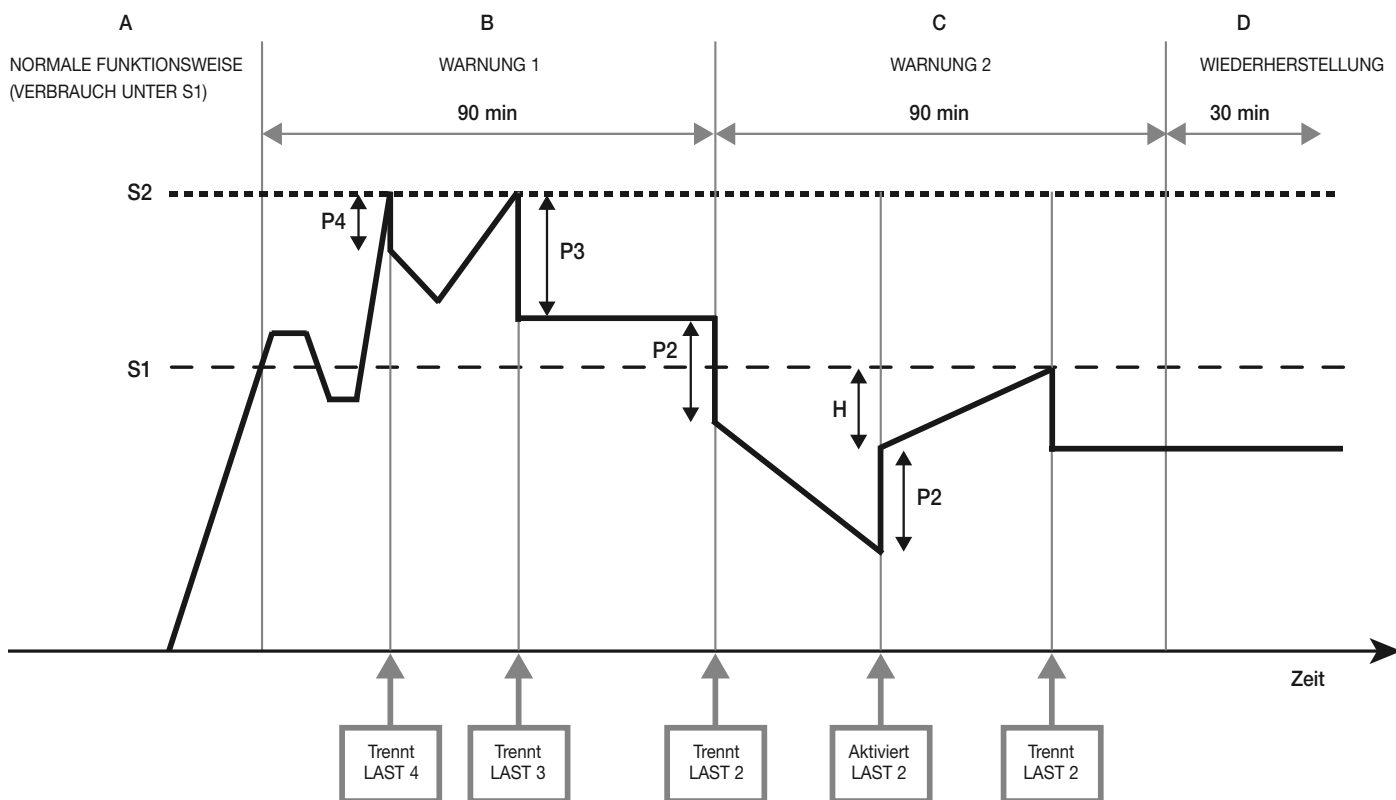 A
B
C
D
NORMALE FUNKTIONSWEISE
(VERBRAUCH UNTER S1)
WARNUNG 1
WARNUNG 2
WIEDERHERSTELLUNG
90 min
90 min
30 min
S2
P4
P3
S1
P2
H
P2
Zeit
Trennt
LAST 4
Trennt
LAST 3
Trennt
LAST 2
Aktiviert
LAST 2
Trennt
LAST 2